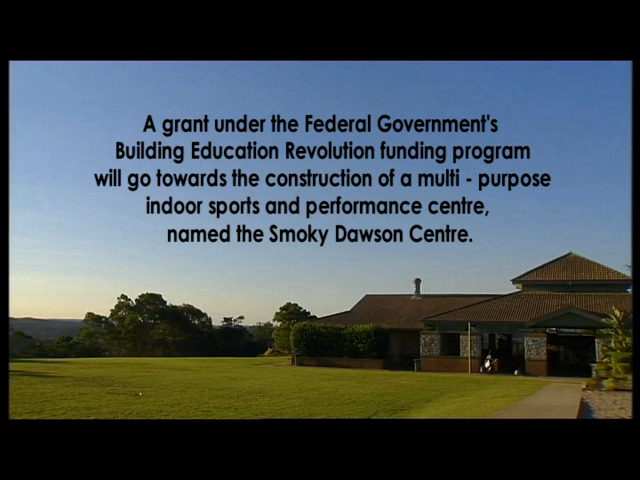 A grant under the Federal Government's
Building Education Revolution funding program
will go towards the construction of a multi - purpose
indoor sports and performance centre,
named the Smoky Dawson Centre.